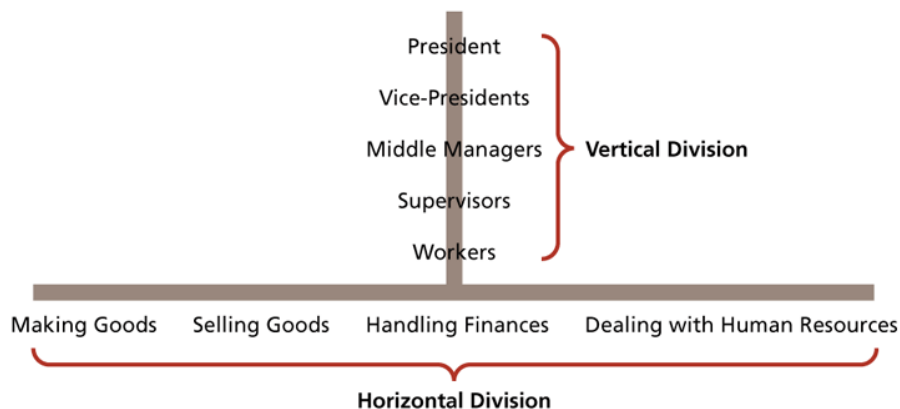 President
Vice-Presidents
Middle Managers
Vertical Division
Supervisors
Workers
Making Goods Selling Goods Handling Finances Dealing with Human Resources
Horizontal Division